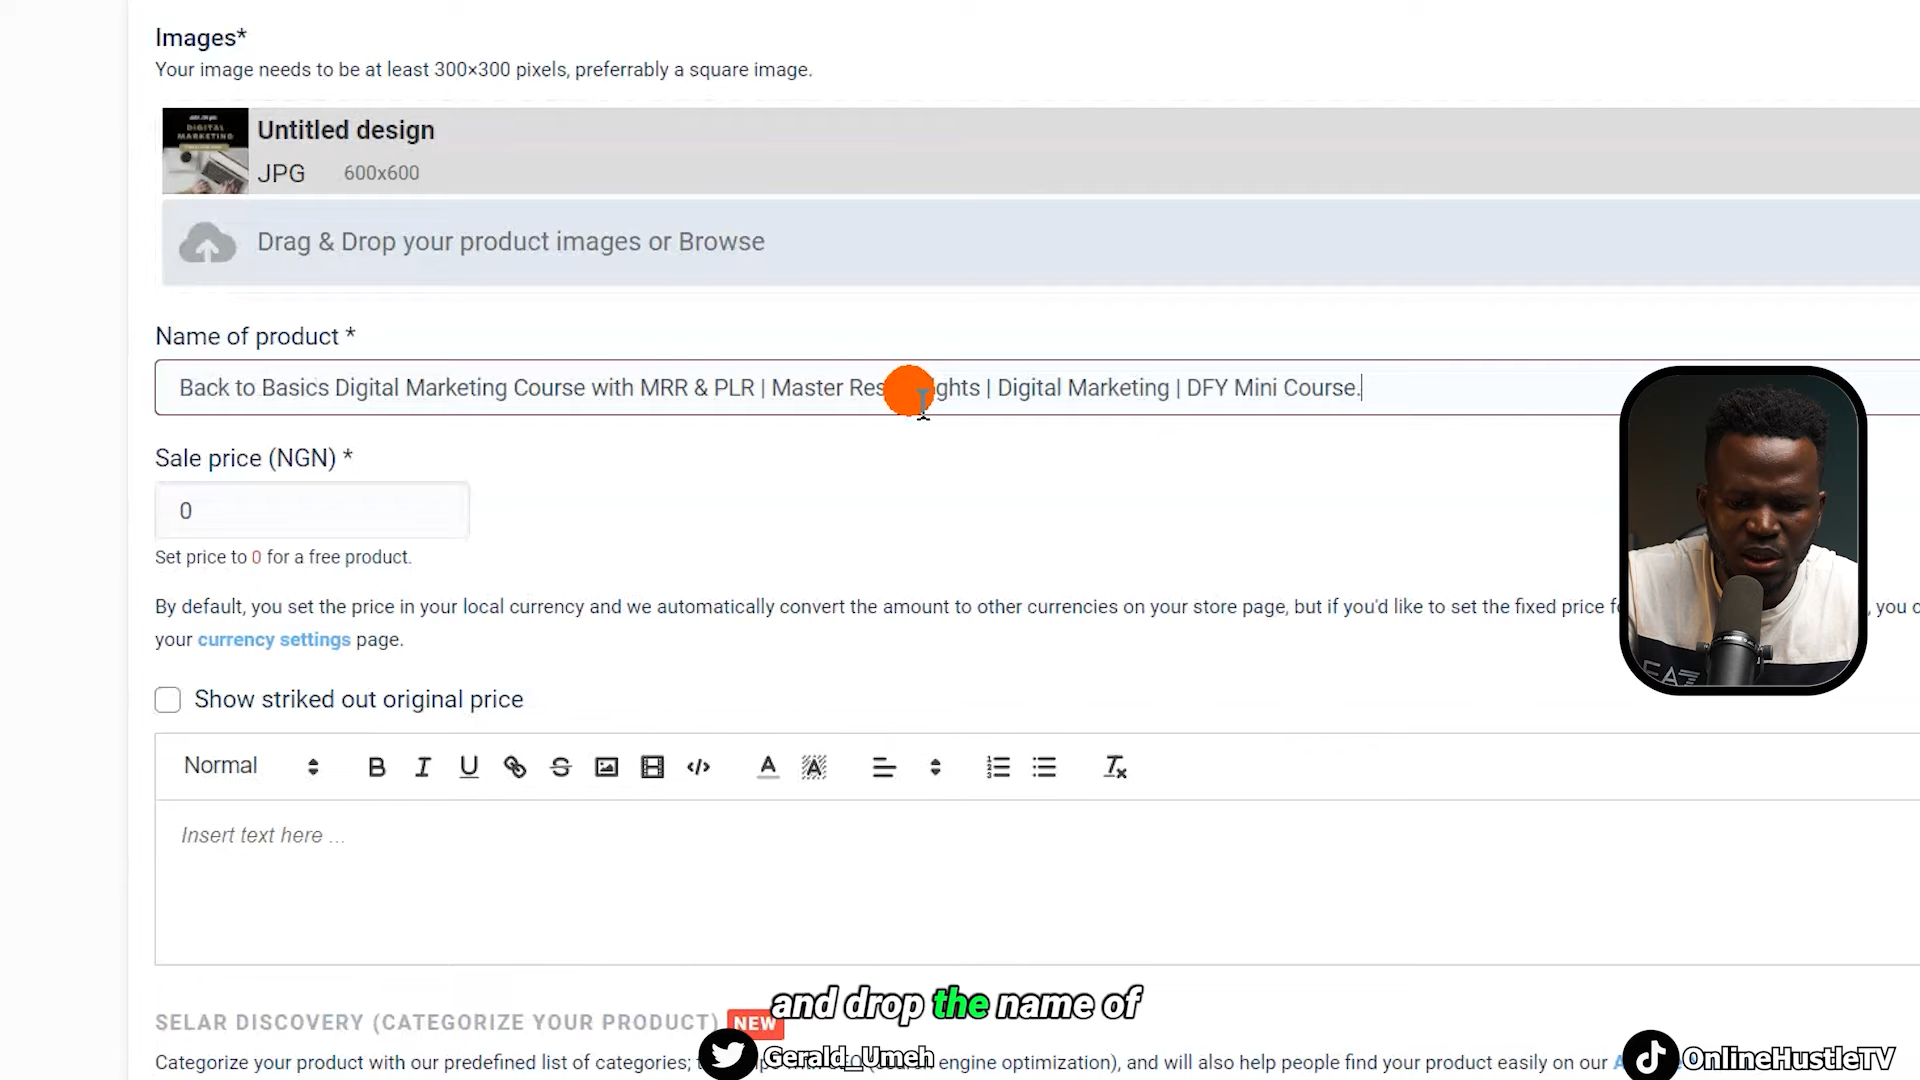 Images*
Your image needs to be at least 300×300 pixels, preferrably a square image.
DIGITAL
MARKETING
Untitled design
JPG 600x600
Drag & Drop your product images or Browse
Name of product *
Back to Basics Digital Marketing Course with MRR & PLR | Master Res ights | Digital Marketing | DFY Mini Course.
Sale price (NGN) *
0
Set price to 0 for a free product.
By default, you set the price in your local currency and we automatically convert the amount to other currencies on your store page, but if you'd like to set the fixed price f , you
your currency settings page.
Show striked out original price
Normal
Insert text here ...
SELAR DISCOVERY (CATEGORIZE YOUR PRODUCT) NEW
and drop the name of
Categorize your product with our predefined list of categories; engine optimization), and will also help people find your product easily on our
Gerald_Umeh
OnlineHustleTV